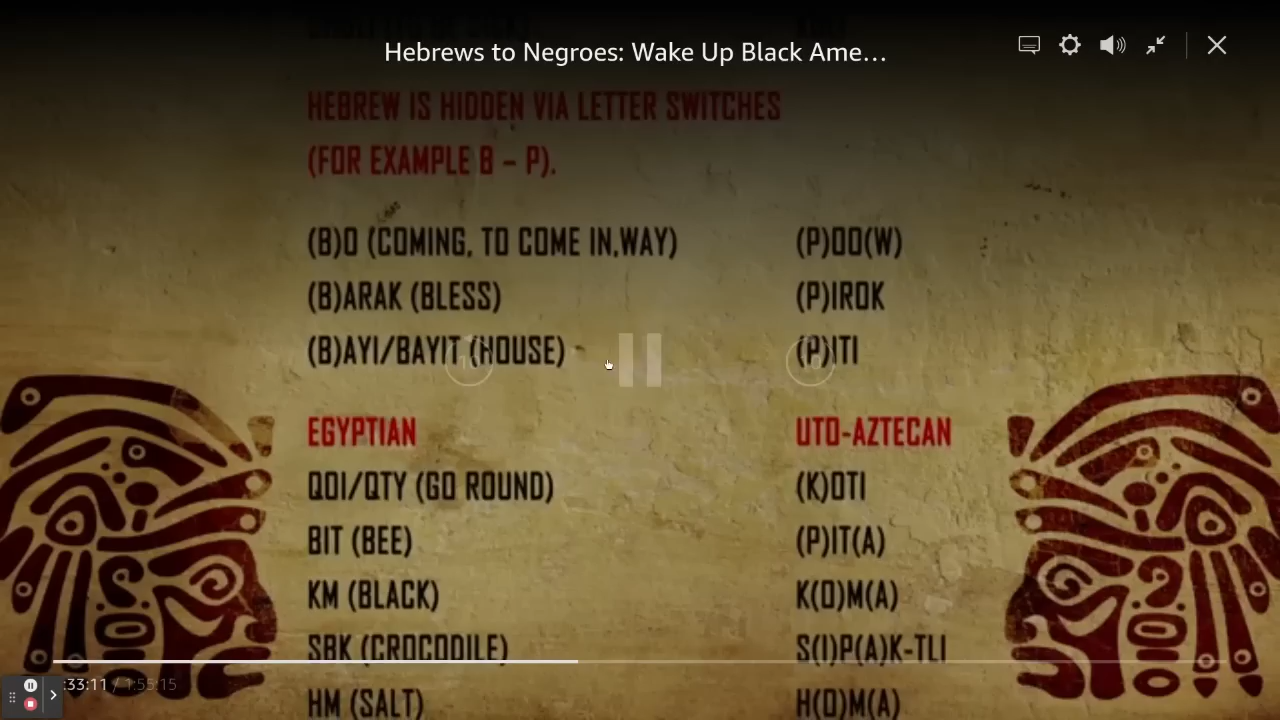 Hebrews to Negroes: Wake Up Black Ame...
HEBREW IS HIDDEN VIA LETTER SWITCHES
(FOR EXAMPLE B – P).
(B)O (COMING, TO COME IN,WAY) (P)OO(W)
(B)ARAK (BLESS) (P)IROK
(B)AYI/BAYIT (HOUSE) (P)ITI
EGYPTIAN UTO-AZTECAN
QDI/QTY (GO ROUND) (K)OTI
BIT (BEE) (P)IT(A)
KM (BLACK) K(O)M(A)
SBK (CROCODILE) S(I)P(A)K-TLI
:33:11 / 1:55:15
HM (SALT) H(O)M(A)